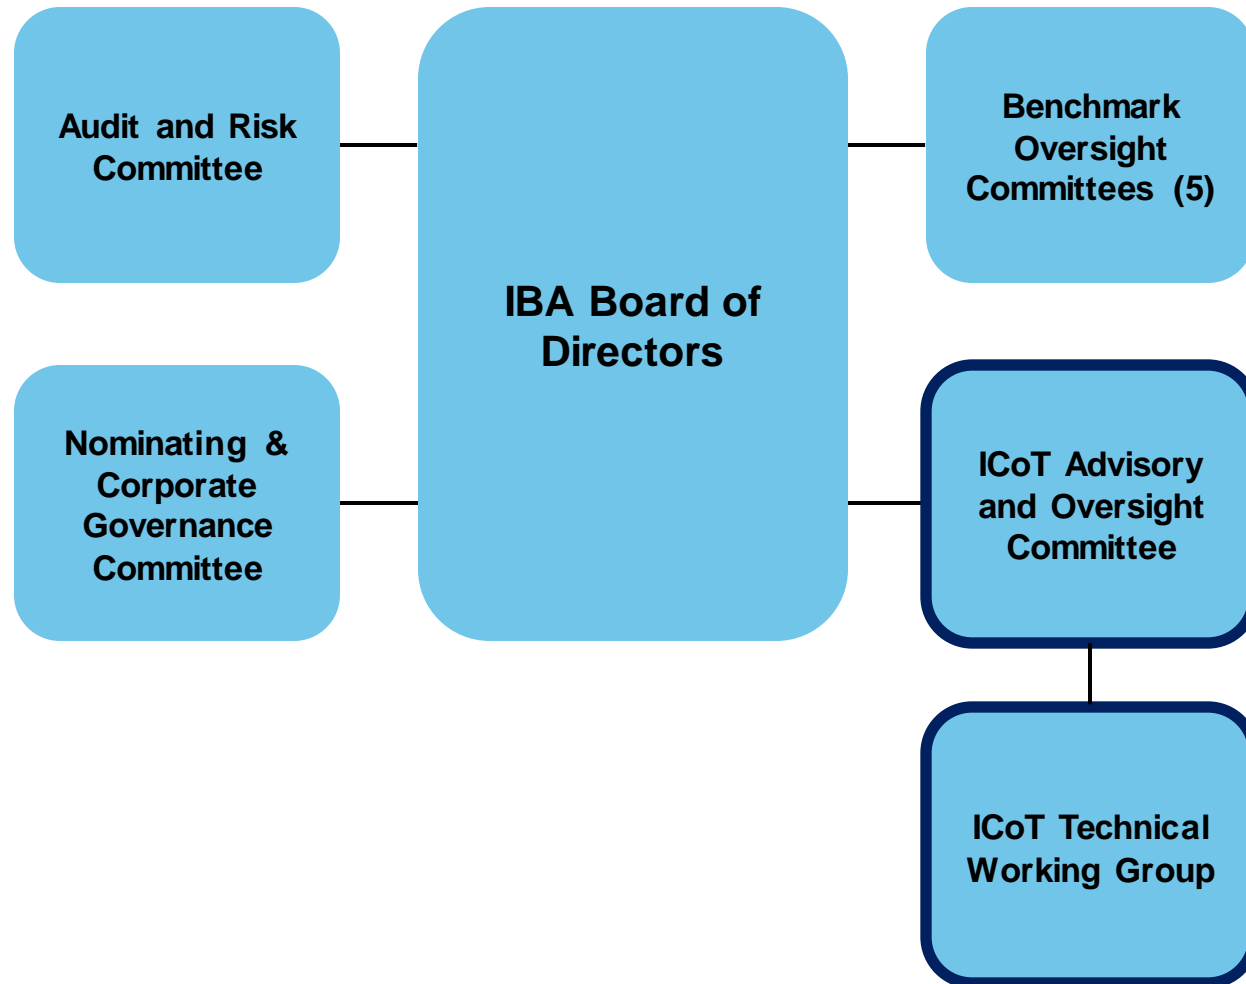 Audit and Risk
Committee
IBA Board of
Directors
Benchmark
Oversight
Committees (5)
Nominating &
Corporate
Governance
Committee
ICoT Advisory
and Oversight
Committee
ICoT Technical
Working Group